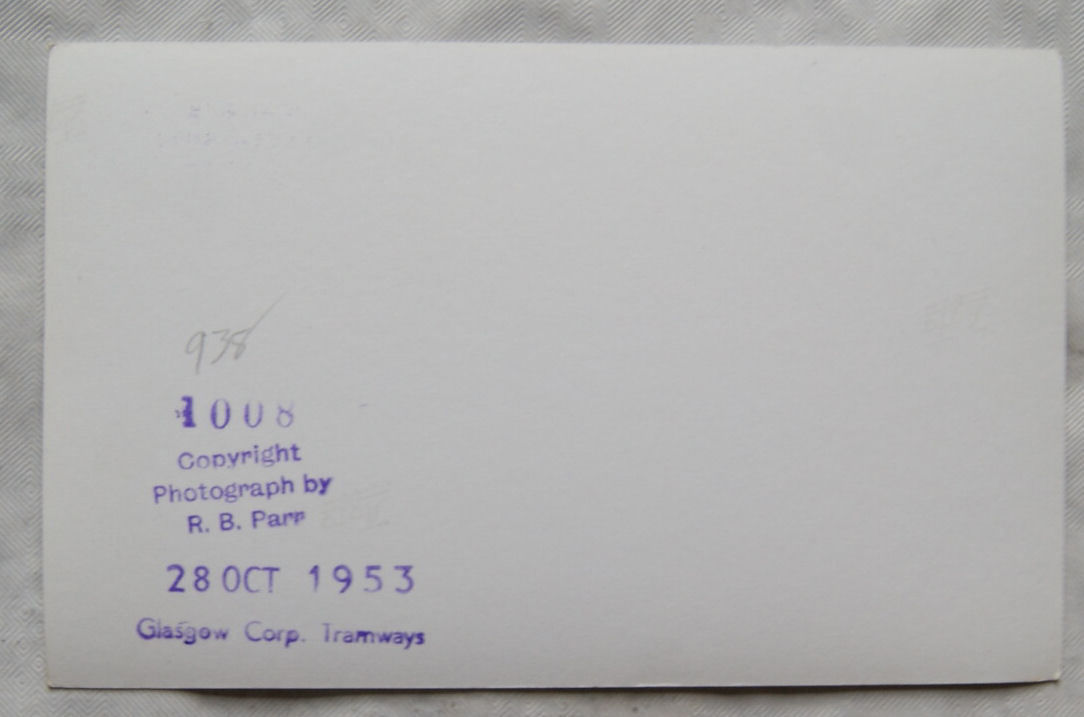 938
1008
Copyright
Photograph by
R. B. Parr
28 OCT 1953
Glasgow Corp. Tramways